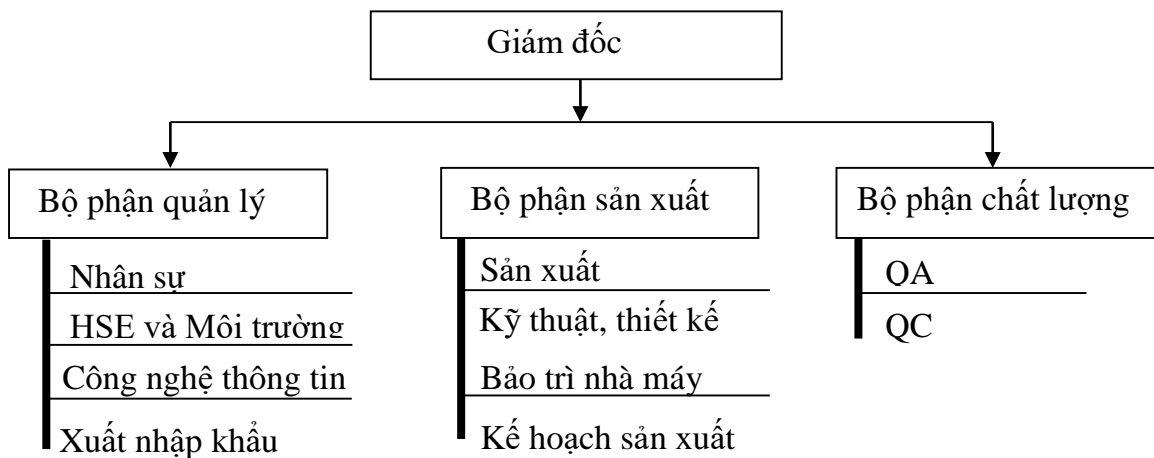 Giám đốc
Bộ phận quản lý
Nhân sự
HSE và Môi trường
Công nghệ thông tin
Xuất nhập khẩu
Bộ phận sản xuất
Sản xuất
Kỹ thuật, thiết kế
Bảo trì nhà máy
Kế hoạch sản xuất
Bộ phận chất lượng
QA
QC